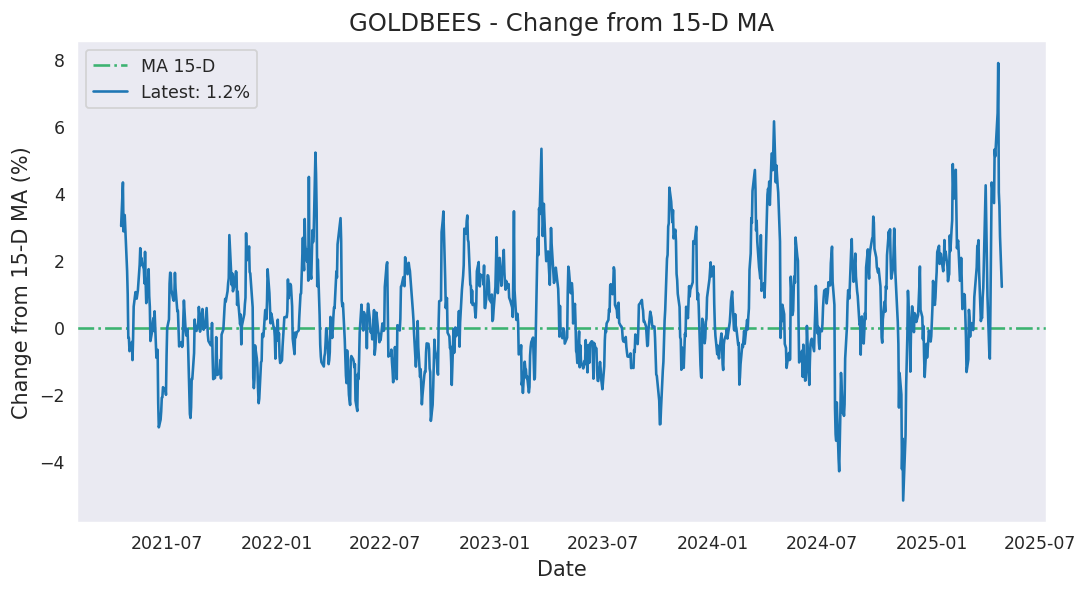 GOLDBEES - Change from 15-D MA
MA 15-D
Latest: 1.2%
Change from 15-D MA (%)
8
6
4
2
0
−2
−4
2021-07 2022-01 2022-07 2023-01 2023-07 2024-01 2024-07 2025-01 2025-07
Date